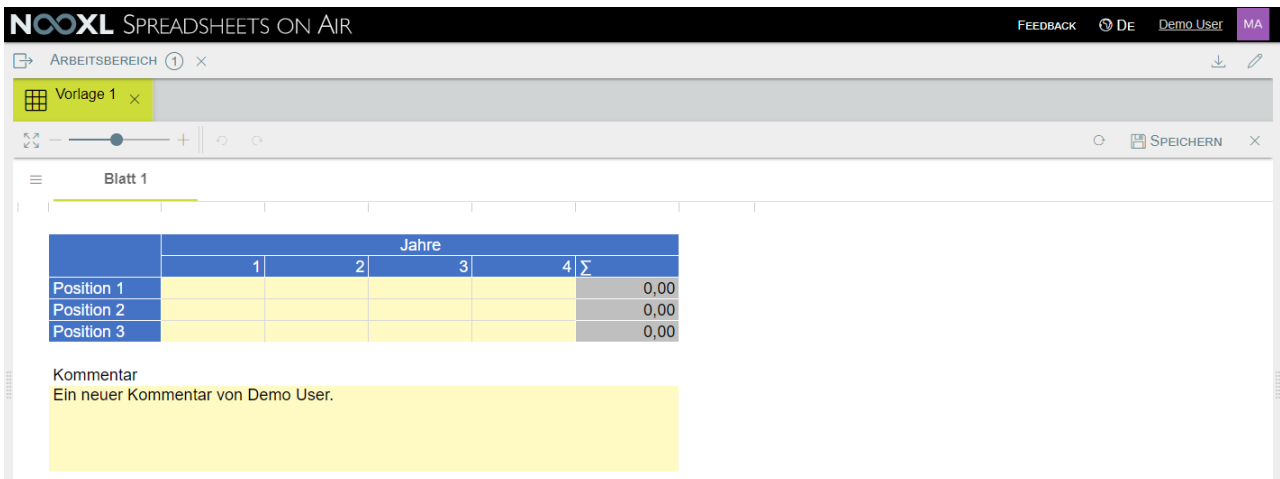 NOOXL SPREADSHEETS ON AIR FEEDBACK DE Demo User MA
ARBEITSBEREICH 1
Vorlage 1
SPEICHERN
Blatt 1
Jahre
1 2 3 4 ∑
Position 1 0,00
Position 2 0,00
Position 3 0,00
Kommentar
Ein neuer Kommentar von Demo User.